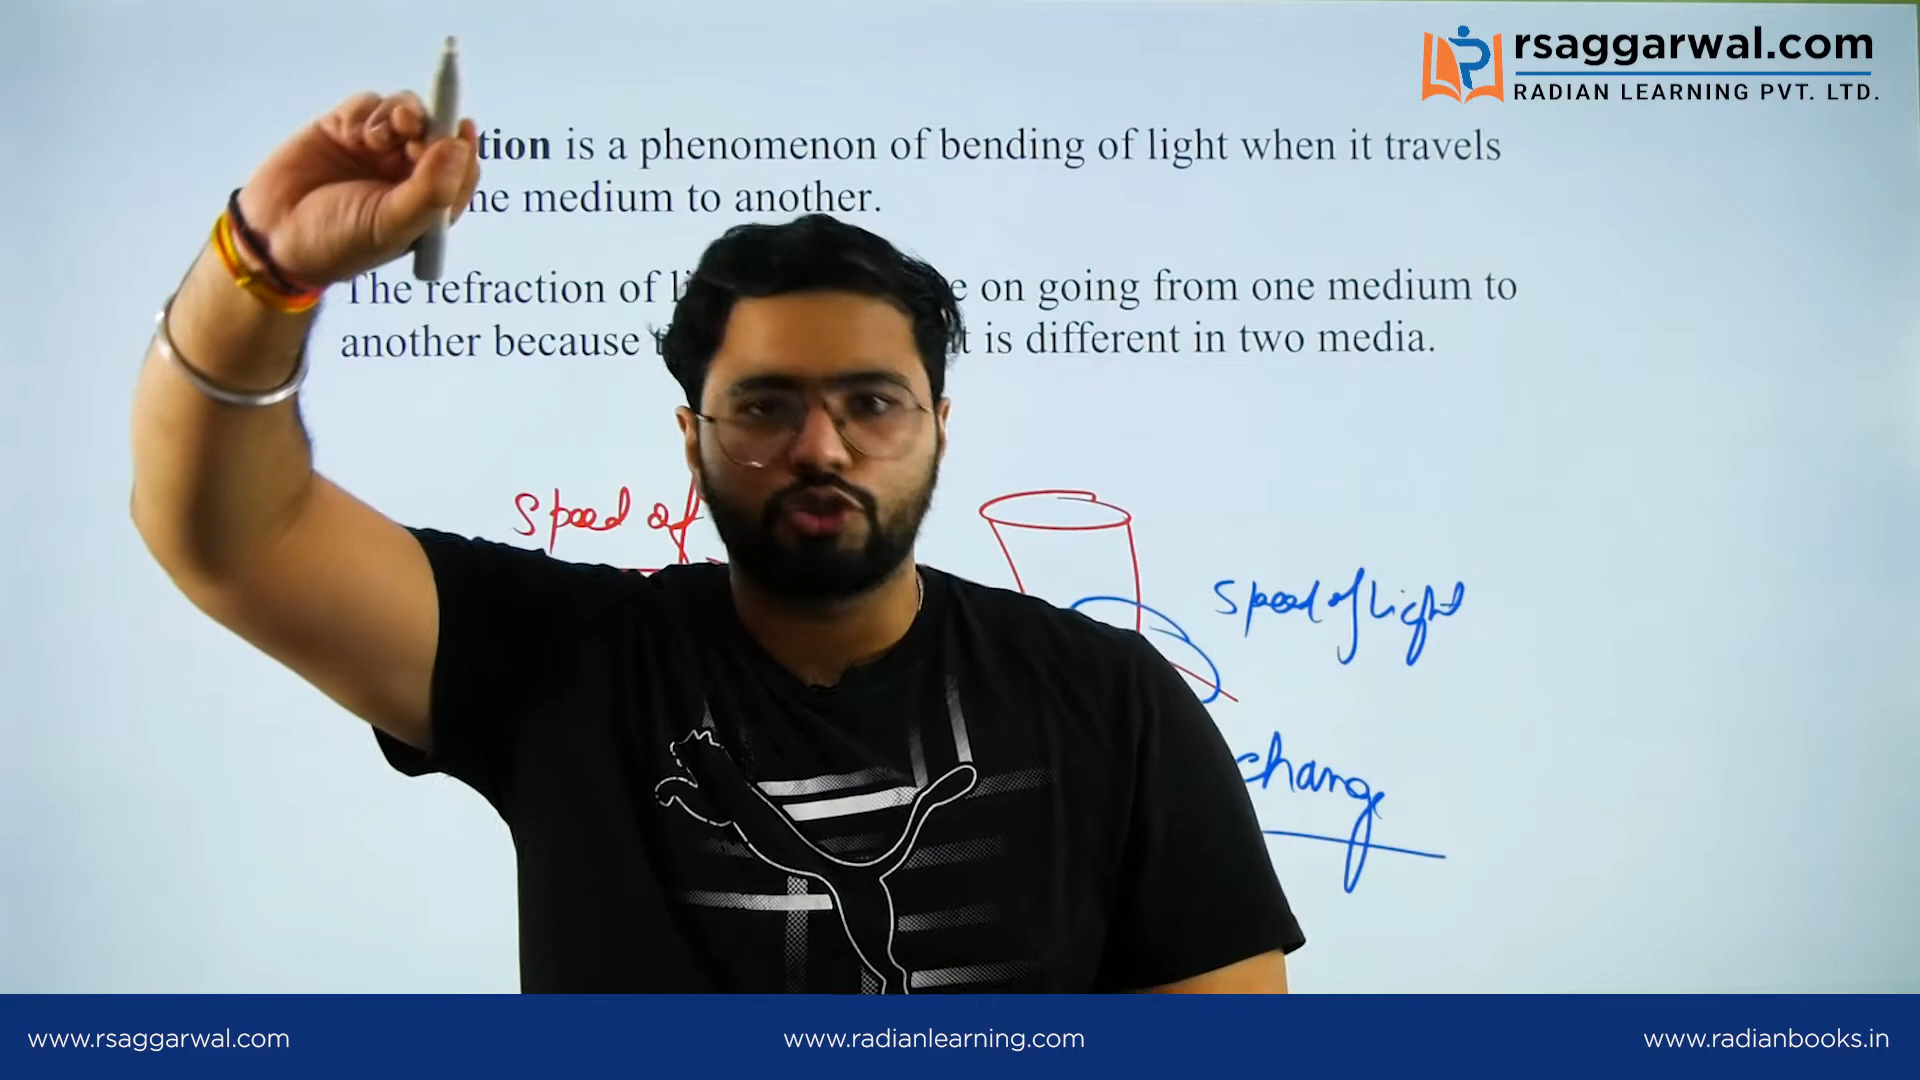 rsaggarwal.com
RADIAN LEARNING PVT. LTD.
tion is a phenomenon of bending of light when it travels
ne medium to another.
The refraction of li e on going from one medium to
another because t t is different in two media.
Speed of
Speed of Light
change
www.rsaggarwal.com www.radianlearning.com www.radianbooks.in